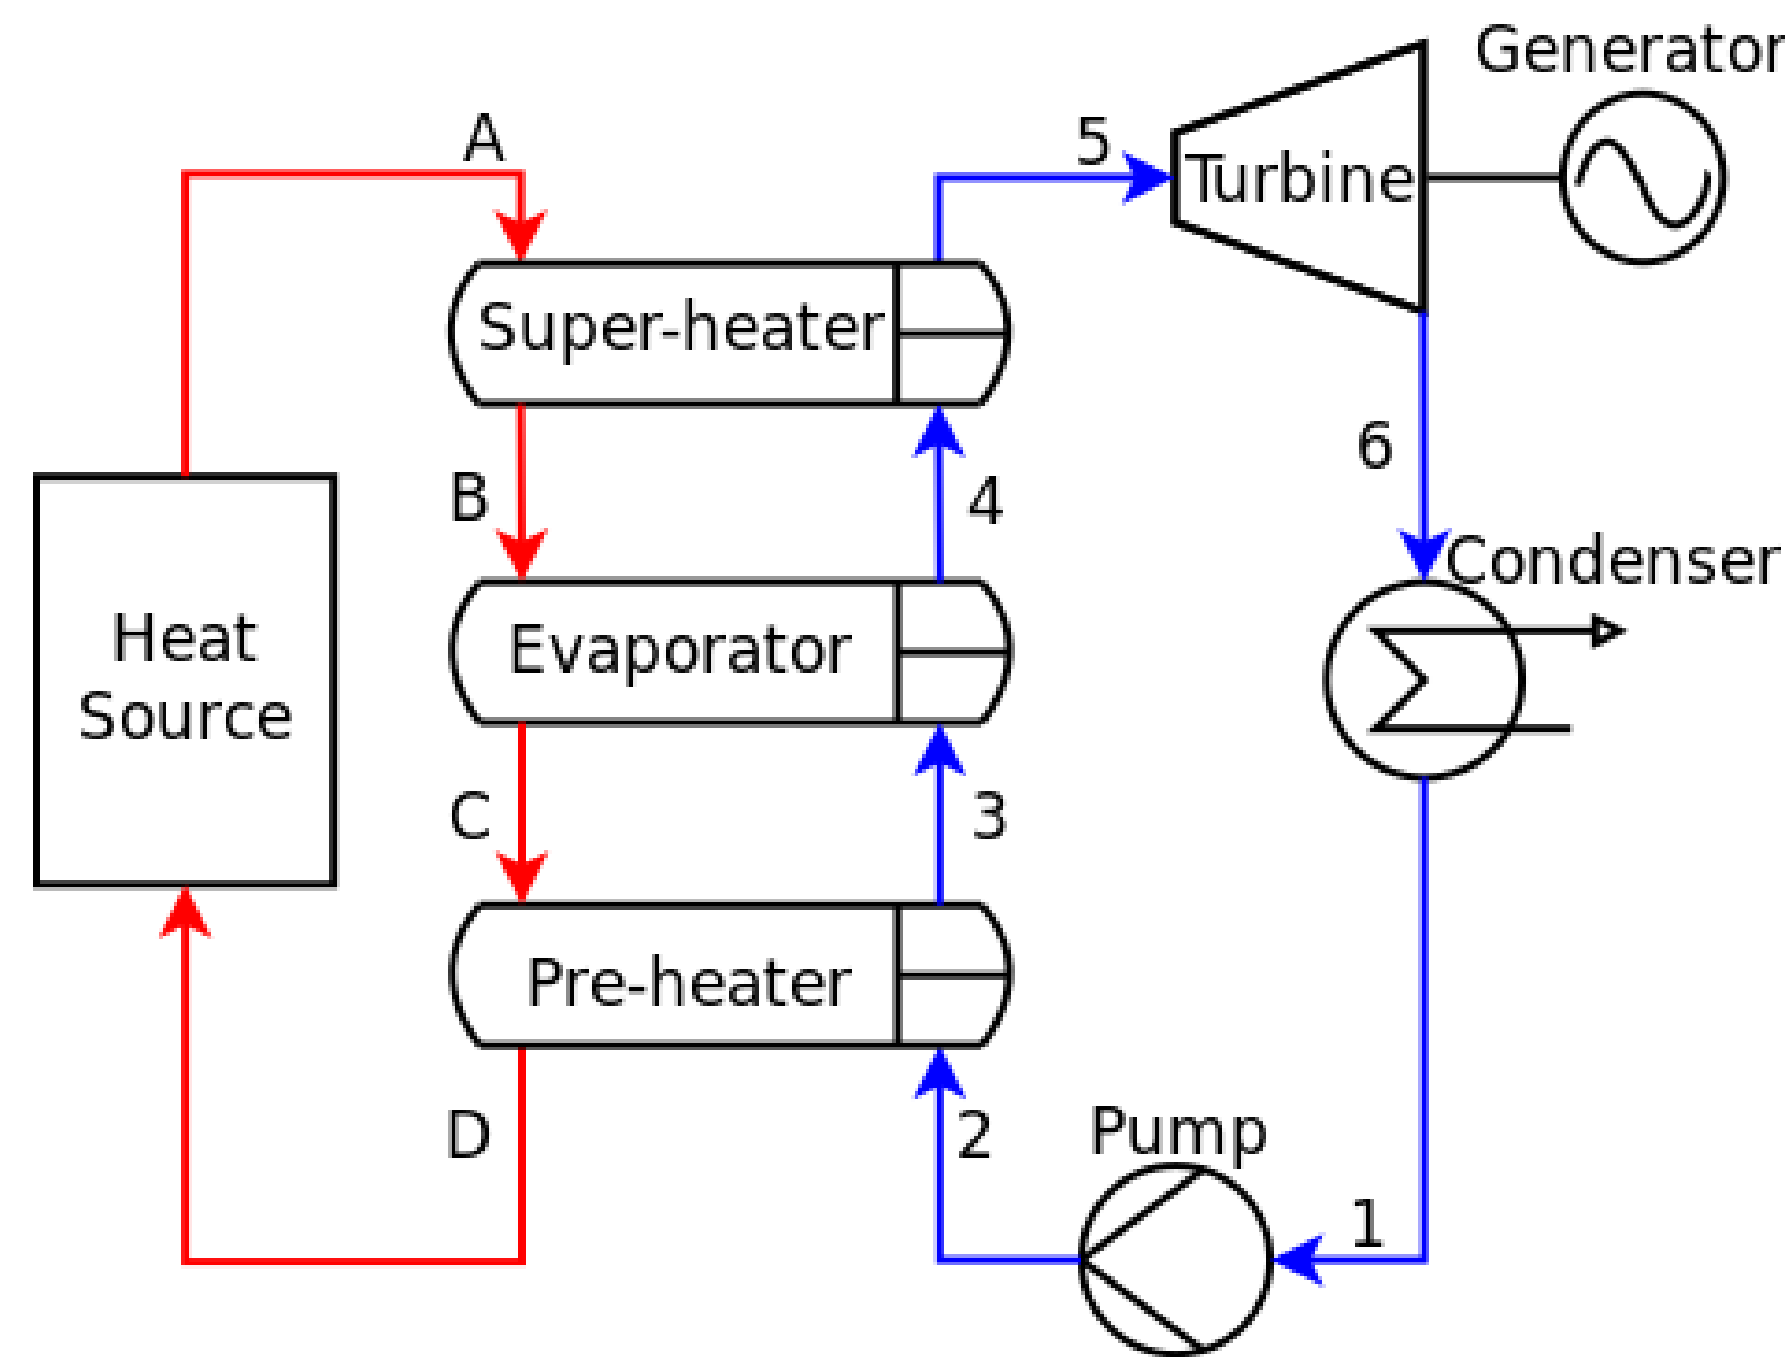 Generator
A
5
Turbine
Super-heater
6
B
4
Condenser
Heat
Source
Evaporator
C
3
Pre-heater
D
2
Pump
1